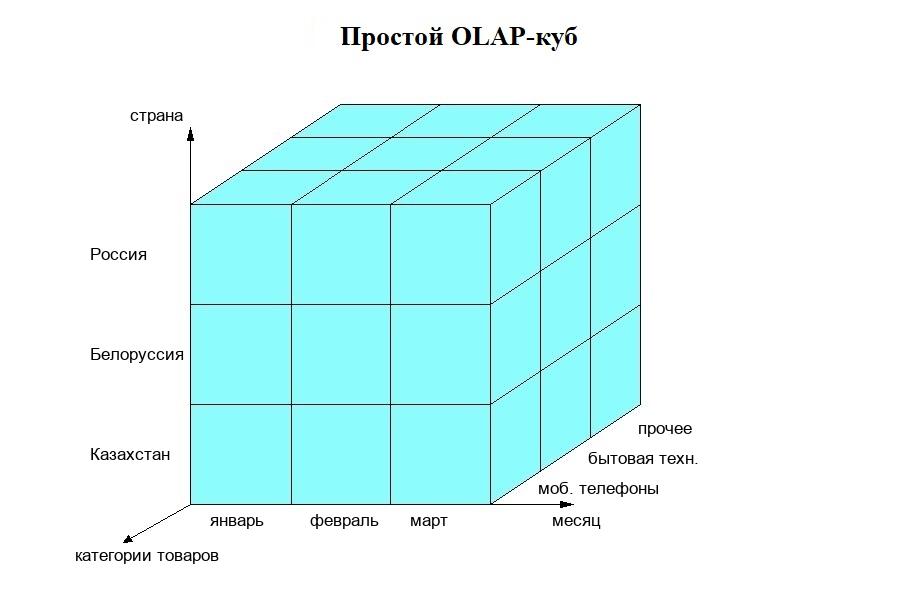 Простой OLAP-куб
страна
Россия
Белоруссия
Казахстан
прочее
бытовая техн.
моб. телефоны
январь февраль март месяц
категории товаров